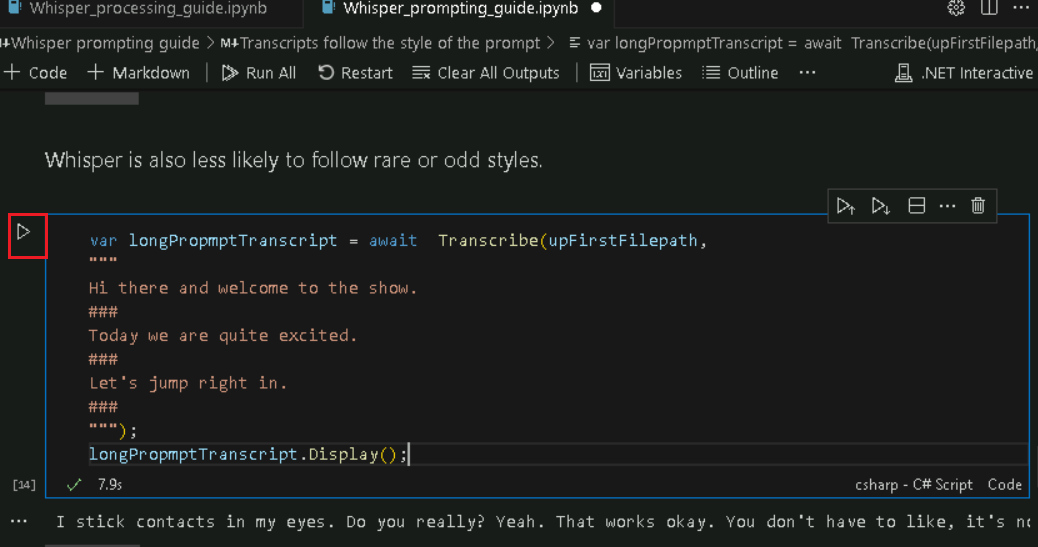 Whisper_processing_guide.ipynb Whisper_prompting_guide.ipynb
M↓Whisper prompting guide > M↓Transcripts follow the style of the prompt > var longPropmptTranscript = await Transcribe(upFirstFilepath,
+ Code + Markdown Run All Restart Clear All Outputs Variables Outline ... .NET Interactive
Whisper is also less likely to follow rare or odd styles.
var longPropmptTranscript = await Transcribe(upFirstFilepath,
"""
Hi there and welcome to the show.
###
Today we are quite excited.
###
Let's jump right in.
###
""");
longPropmptTranscript.Display();
[14] 7.9s csharp - C# Script Code
... I stick contacts in my eyes. Do you really? Yeah. That works okay. You don't have to like, it's